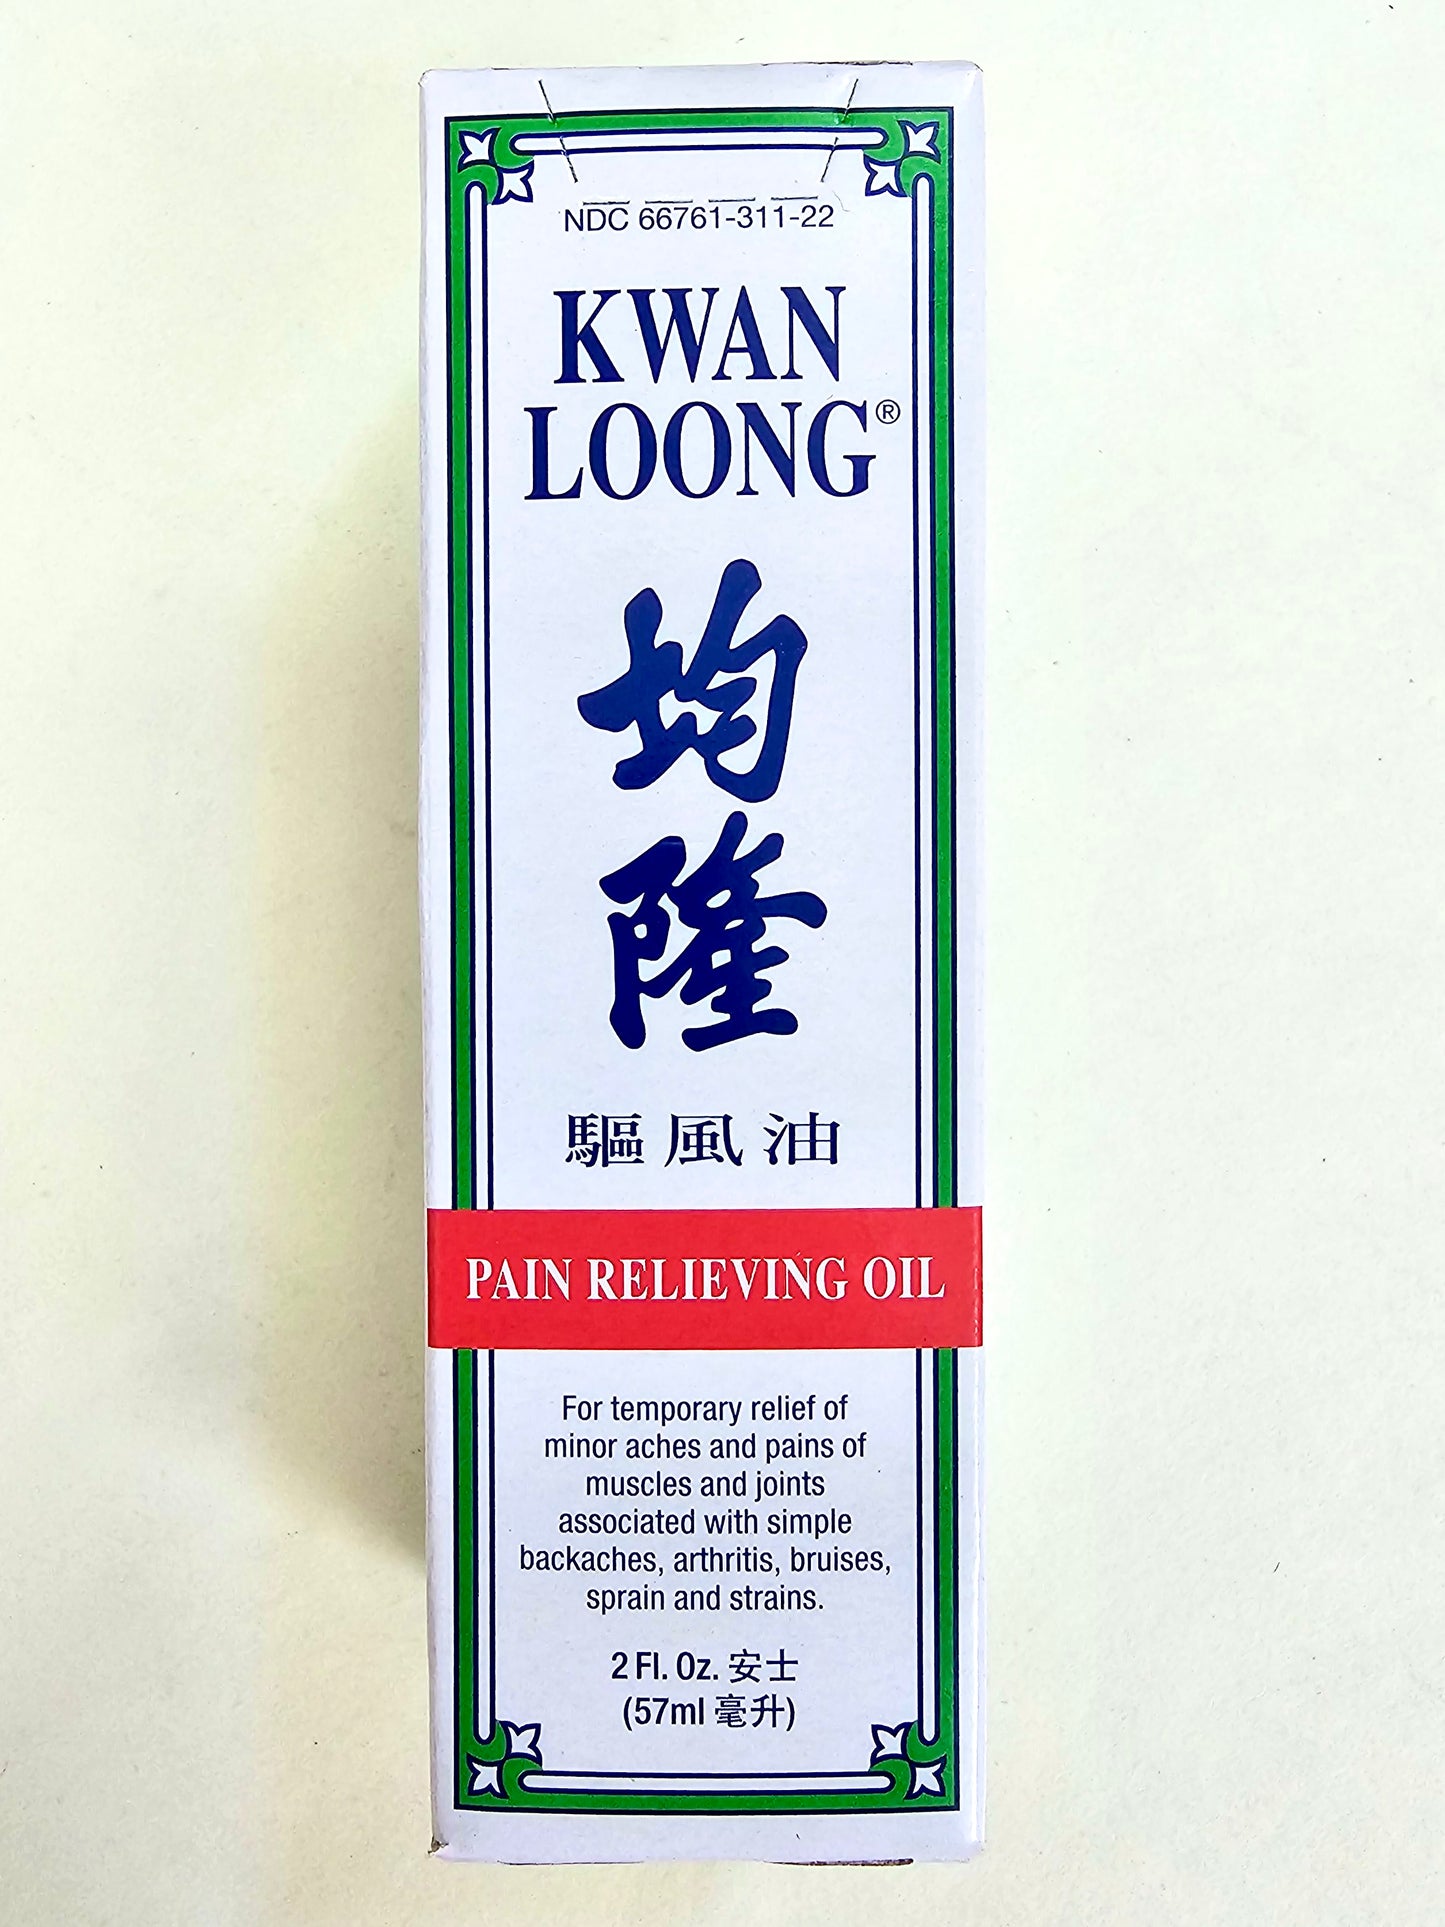 NDC 66761-311-22
KWAN
LOONG®
均
隆
驅風油
PAIN RELIEVING OIL
For temporary relief of
minor aches and pains of
muscles and joints
associated with simple
backaches, arthritis, bruises,
sprain and strains.
2 Fl. Oz. 安士
(57ml 毫升)